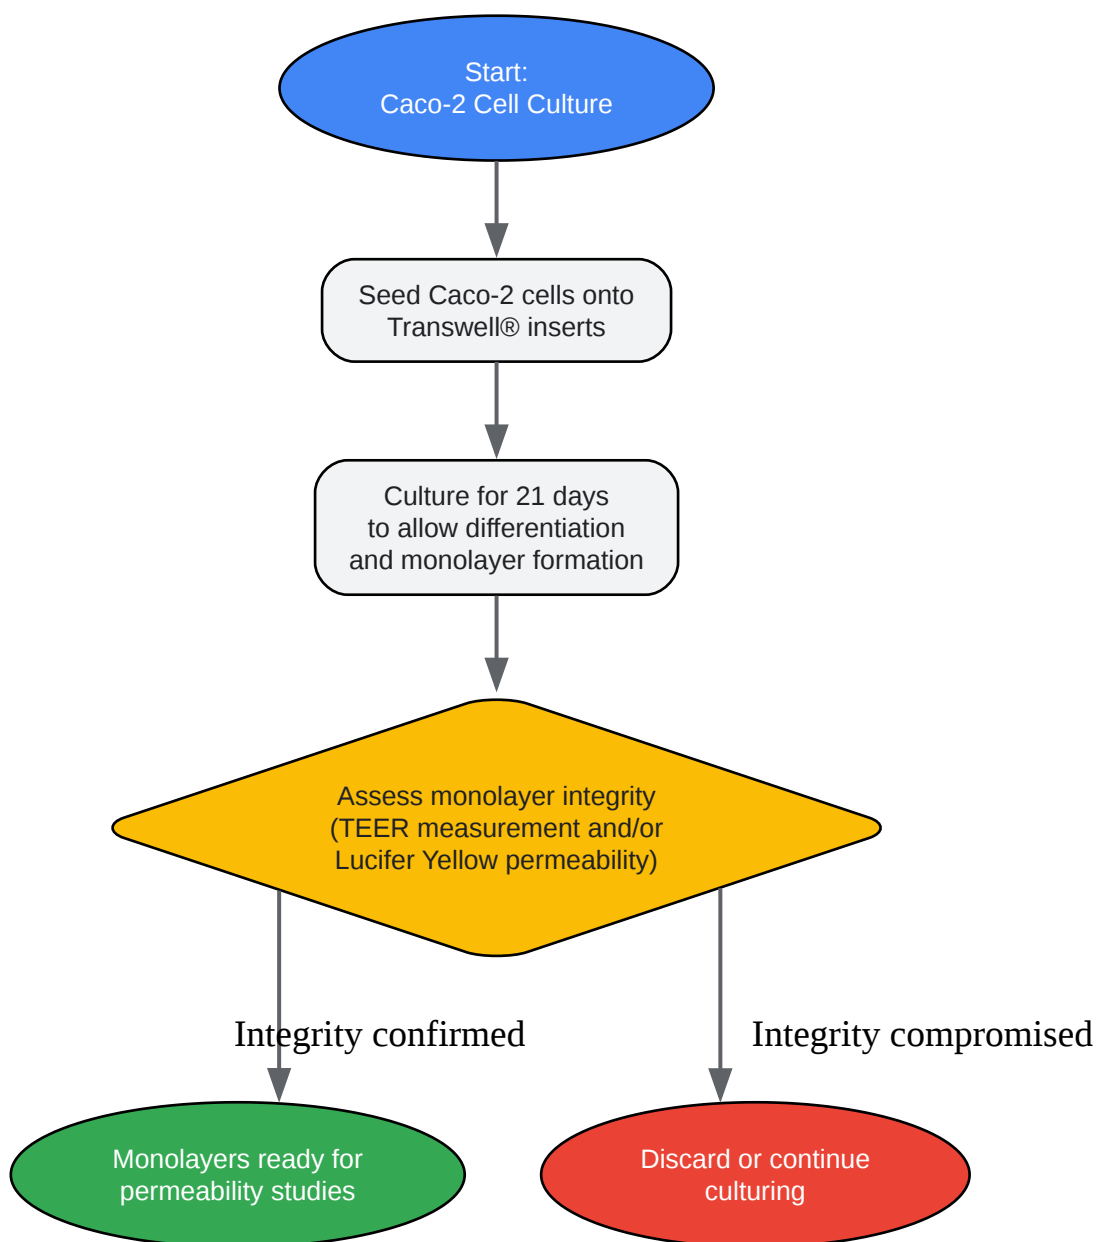 Start:
Caco-2 Cell Culture
Seed Caco-2 cells onto
Transwell® inserts
Culture for 21 days
to allow differentiation
and monolayer formation
Assess monolayer integrity
(TEER measurement and/or
Lucifer Yellow permeability)
Integrity confirmed
Integrity compromised
Monolayers ready for
permeability studies
Discard or continue
culturing